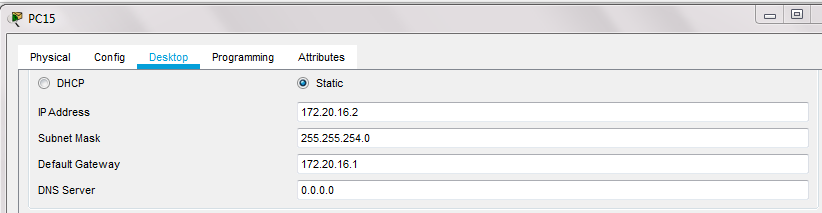 PC15
Physical Config Desktop Programming Attributes
DHCP Static
IP Address 172.20.16.2
Subnet Mask 255.255.254.0
Default Gateway 172.20.16.1
DNS Server 0.0.0.0